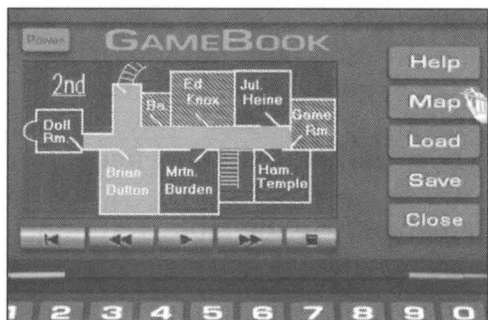 Power
GAMEBOOK
2nd
Doll Rm.
Ba.
Ed Knox
Jul. Heine
Game Rm.
Brian Dutton
Mrtn. Burden
Ham. Temple
Help
Map
Load
Save
Close
1 2 3 4 5 6 7 8 9 0